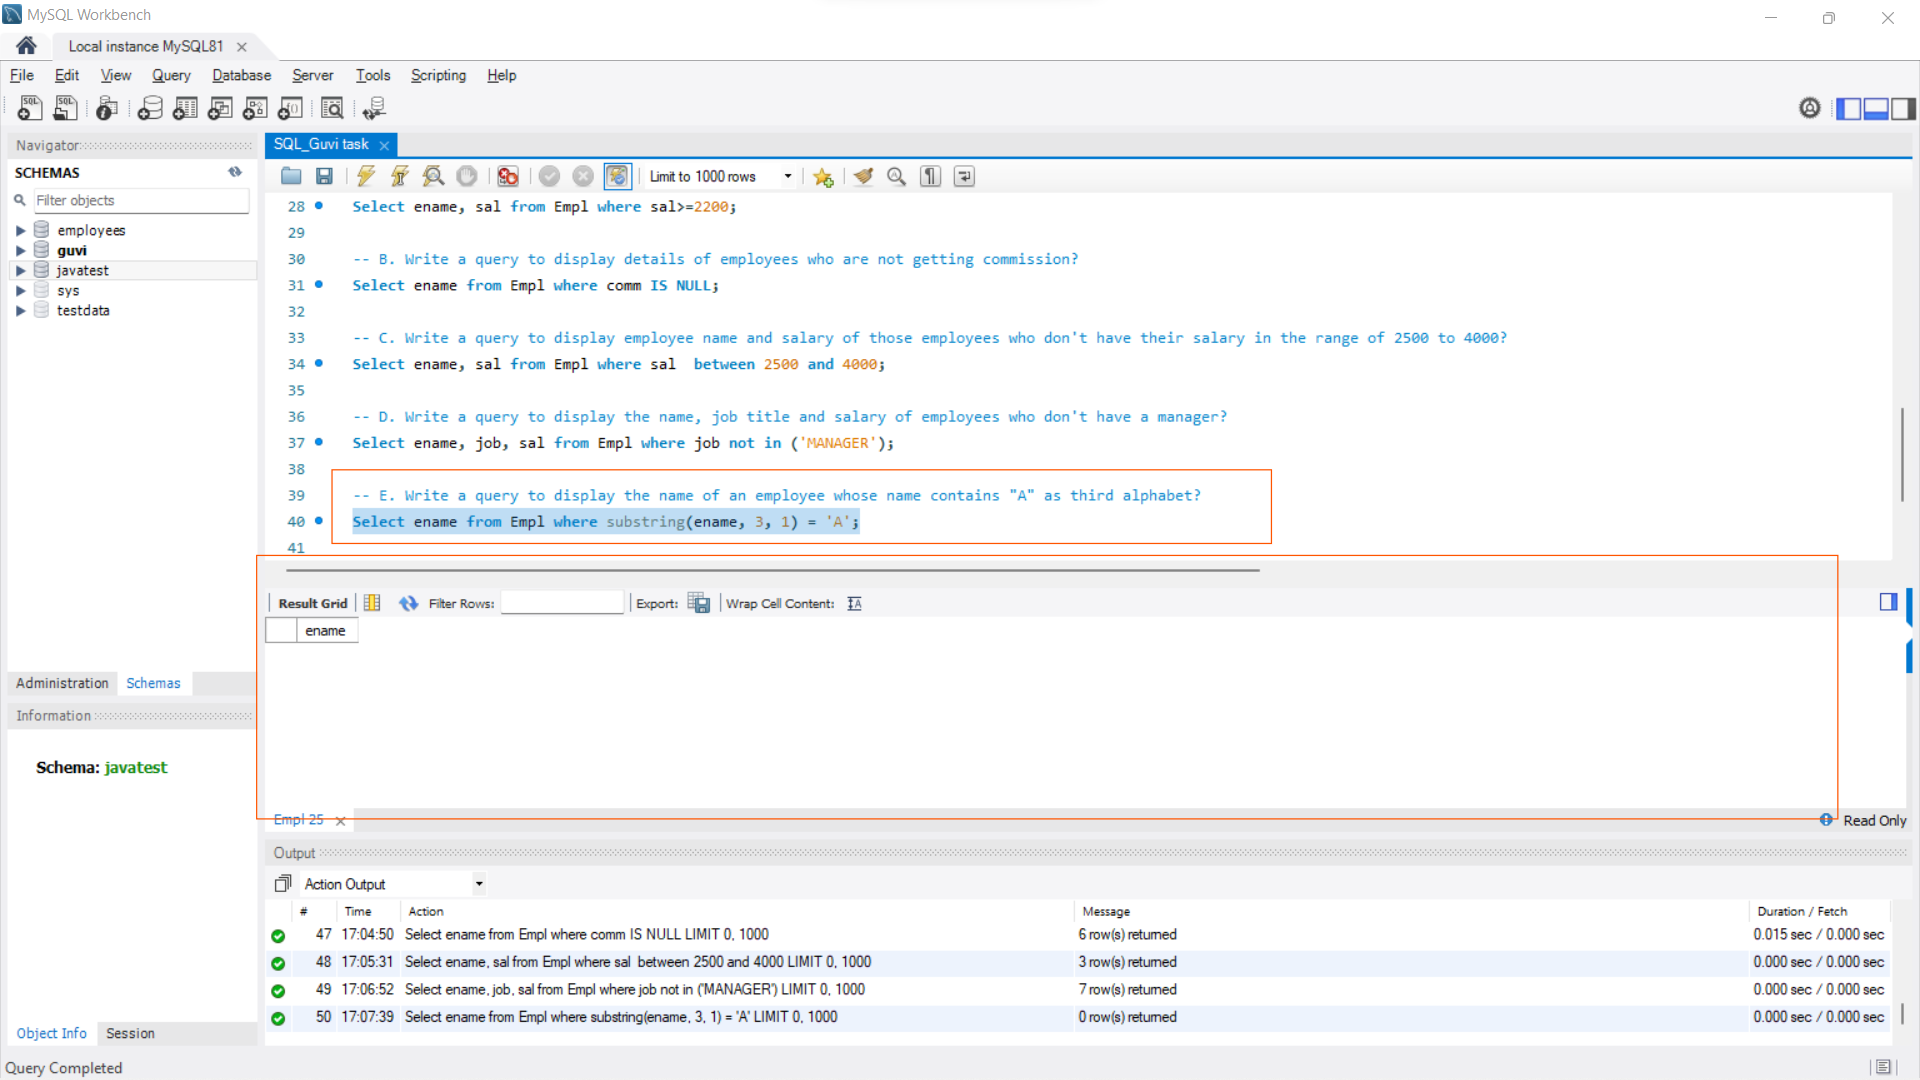 MySQL Workbench
Local instance MySQL81
File Edit View Query Database Server Tools Scripting Help
Navigator
SCHEMAS
Filter objects
employees
guvi
javatest
sys
testdata
Administration Schemas
Information
Schema: javatest
Object Info Session
SQL_Guvi task
Limit to 1000 rows
28 Select ename, sal from Empl where sal>=2200;
29
30 -- B. Write a query to display details of employees who are not getting commission?
31 Select ename from Empl where comm IS NULL;
32
33 -- C. Write a query to display employee name and salary of those employees who don't have their salary in the range of 2500 to 4000?
34 Select ename, sal from Empl where sal  between 2500 and 4000;
35
36 -- D. Write a query to display the name, job title and salary of employees who don't have a manager?
37 Select ename, job, sal from Empl where job not in ('MANAGER');
38
39 -- E. Write a query to display the name of an employee whose name contains "A" as third alphabet?
40 Select ename from Empl where substring(ename, 3, 1) = 'A';
41
Result Grid Filter Rows: Export: Wrap Cell Content:
ename
Empl 25 Read Only
Output
Action Output
# Time Action Message Duration / Fetch
47 17:04:50 Select ename from Empl where comm IS NULL LIMIT 0, 1000 6 row(s) returned 0.015 sec / 0.000 sec
48 17:05:31 Select ename, sal from Empl where sal  between 2500 and 4000 LIMIT 0, 1000 3 row(s) returned 0.000 sec / 0.000 sec
49 17:06:52 Select ename, job, sal from Empl where job not in ('MANAGER') LIMIT 0, 1000 7 row(s) returned 0.000 sec / 0.000 sec
50 17:07:39 Select ename from Empl where substring(ename, 3, 1) = 'A' LIMIT 0, 1000 0 row(s) returned 0.000 sec / 0.000 sec
Query Completed